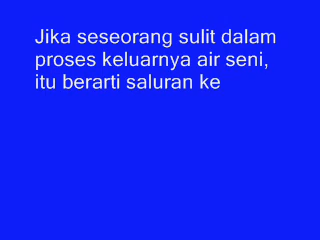 Jika seseorang sulit dalam
proses keluarnya air seni,
itu berarti saluran ke